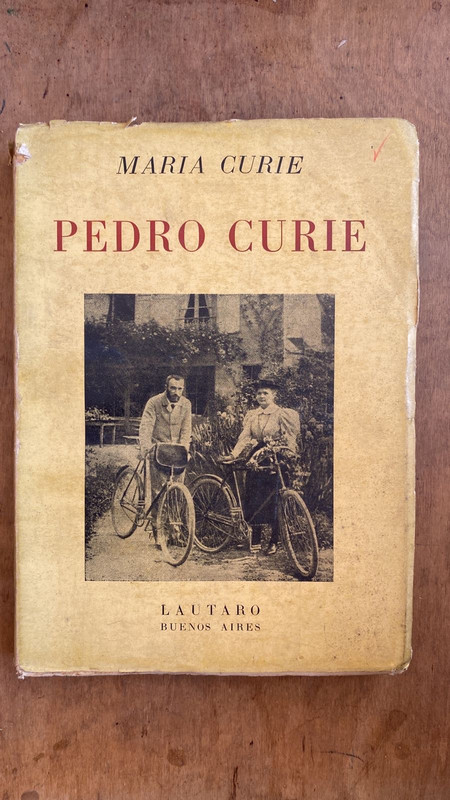 MARIA CURIE
PEDRO CURIE
LAUTARO
BUENOS AIRES